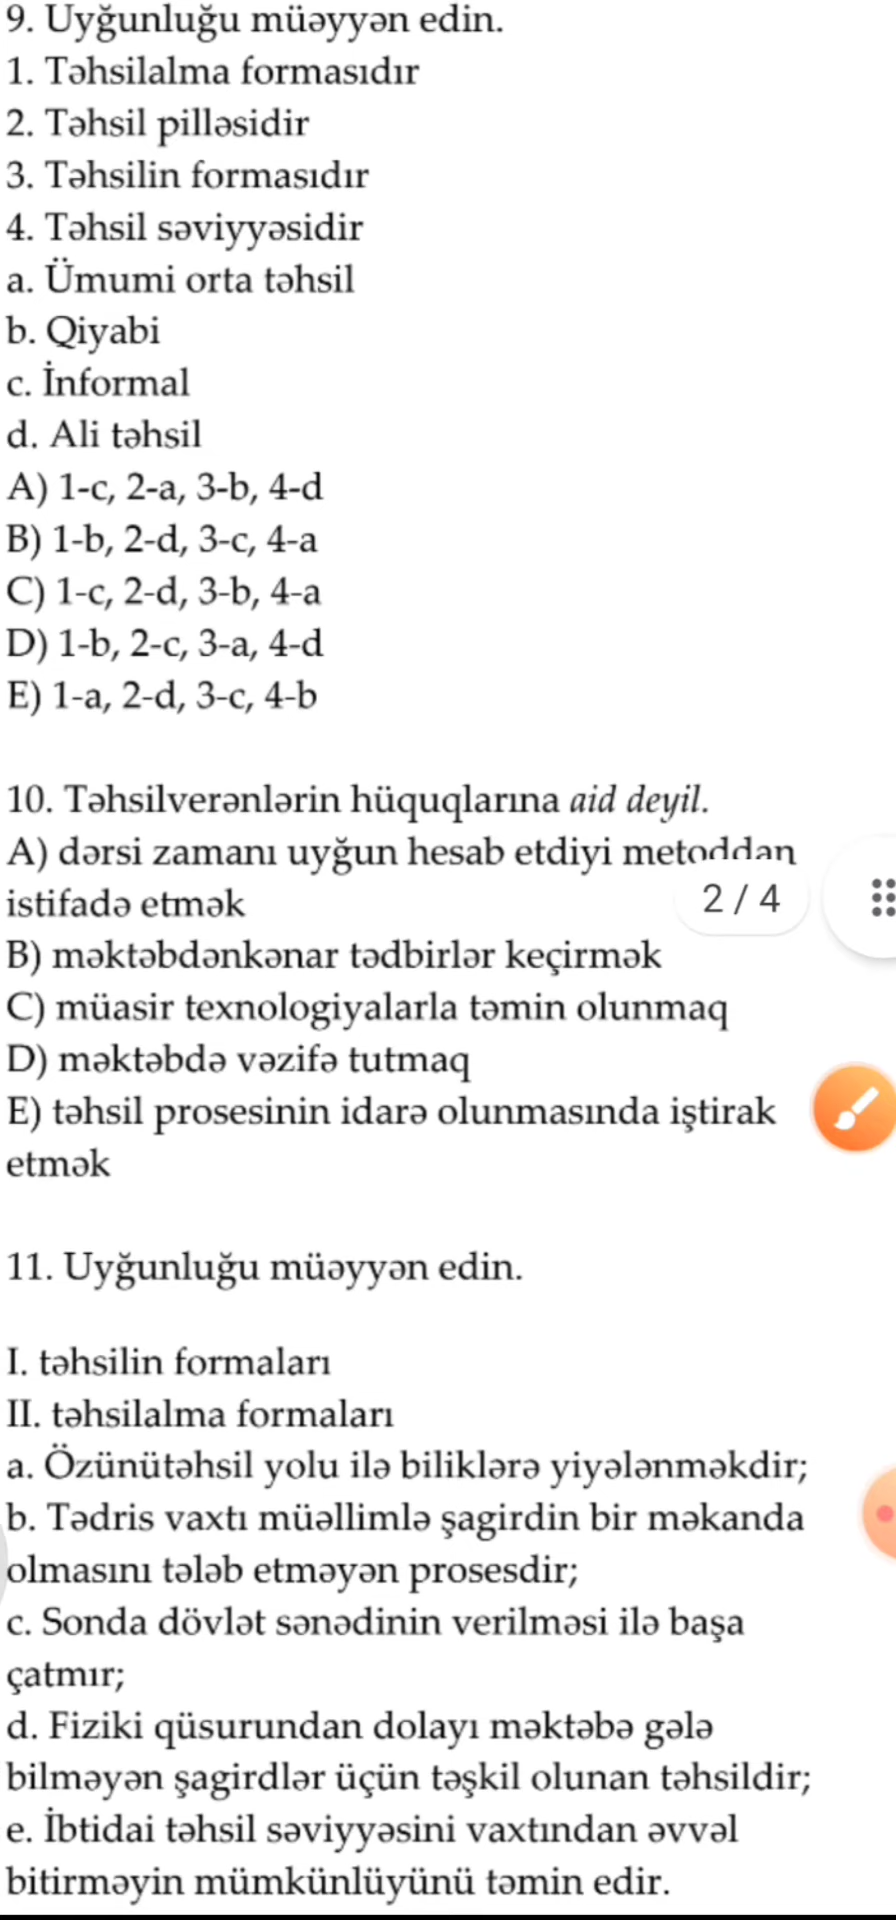 9. Uyğunluğu müəyyən edin.
1. Təhsilalma formasıdır
2. Təhsil pilləsidir
3. Təhsilin formasıdır
4. Təhsil səviyyəsidir
a. Ümumi orta təhsil
b. Qiyabi
c. İnformal
d. Ali təhsil
A) 1-c, 2-a, 3-b, 4-d
B) 1-b, 2-d, 3-c, 4-a
C) 1-c, 2-d, 3-b, 4-a
D) 1-b, 2-c, 3-a, 4-d
E) 1-a, 2-d, 3-c, 4-b
10. Təhsilverənlərin hüquqlarına aid deyil.
A) dərsi zamanı uyğun hesab etdiyi metoddan
istifadə etmək
2 / 4
B) məktəbdənkənar tədbirlər keçirmək
C) müasir texnologiyalarla təmin olunmaq
D) məktəbdə vəzifə tutmaq
E) təhsil prosesinin idarə olunmasında iştirak
etmək
11. Uyğunluğu müəyyən edin.
I. təhsilin formaları
II. təhsilalma formaları
a. Özünütəhsil yolu ilə biliklərə yiyələnməkdir;
b. Tədris vaxtı müəllimlə şagirdin bir məkanda
olmasını tələb etməyən prosesdir;
c. Sonda dövlət sənədinin verilməsi ilə başa
çatmır;
d. Fiziki qüsurundan dolayı məktəbə gələ
bilməyən şagirdlər üçün təşkil olunan təhsildir;
e. İbtidai təhsil səviyyəsini vaxtından əvvəl
bitirməyin mümkünlüyünü təmin edir.